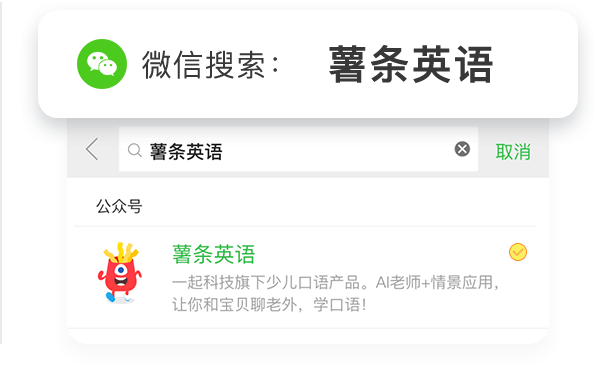 微信搜索： 薯条英语
薯条英语 取消
公众号
薯条英语
一起科技旗下少儿口语产品。AI老师+情景应用，
让你和宝贝聊老外，学口语！